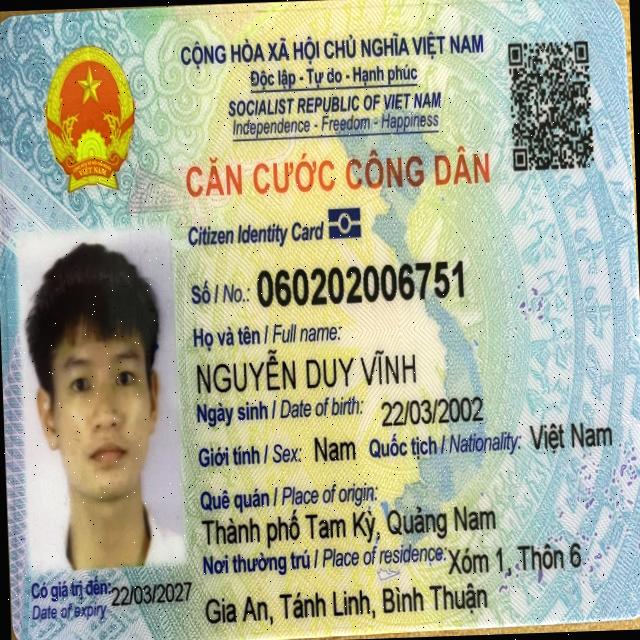 CỘNG HÒA XÃ HỘI CHỦ NGHĨA VIỆT NAM
Độc lập - Tự do - Hạnh phúc
SOCIALIST REPUBLIC OF VIET NAM
Independence - Freedom - Happiness
CĂN CƯỚC CÔNG DÂN
Citizen Identity Card
Số / No.: 060202006751
Họ và tên / Full name:
NGUYỄN DUY VĨNH
Ngày sinh / Date of birth: 22/03/2002
Giới tính / Sex: Nam Quốc tịch / Nationality: Việt Nam
Quê quán / Place of origin:
Thành phố Tam Kỳ, Quảng Nam
Nơi thường trú / Place of residence: Xóm 1, Thôn 6
Gia An, Tánh Linh, Bình Thuận
Có giá trị đến: 22/03/2027
Date of expiry
VIỆT NAM